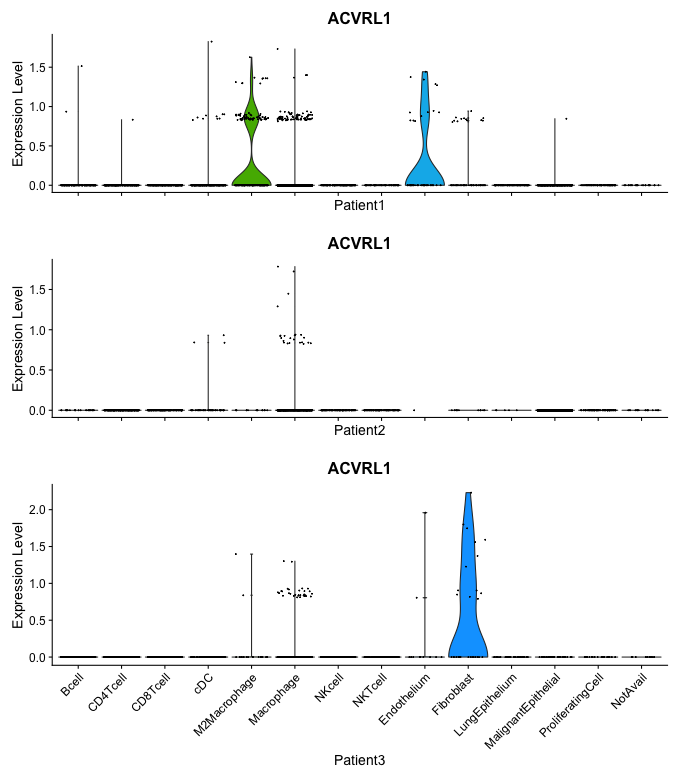 ACVRL1
Expression Level
1.5
1.0
0.5
0.0
Patient1
ACVRL1
Expression Level
1.5
1.0
0.5
0.0
Patient2
ACVRL1
Expression Level
2.0
1.5
1.0
0.5
0.0
Bcell
CD4Tcell
CD8Tcell
cDC
M2Macrophage
Macrophage
NKcell
NKTcell
Endothelium
Fibroblast
LungEpithelium
MalignantEpithelial
ProliferatingCell
NotAvail
Patient3